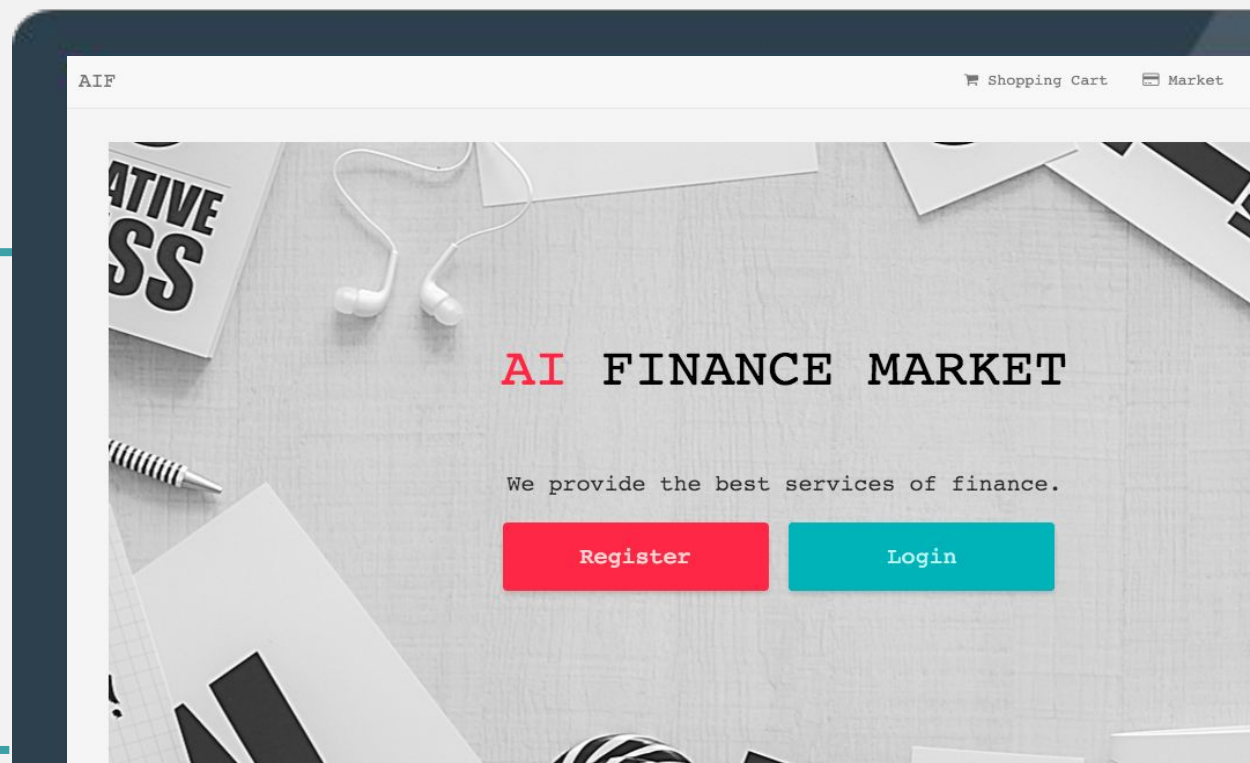 AIF
Shopping Cart
Market
ATIVE
SS
AI FINANCE MARKET
We provide the best services of finance.
Register
Login